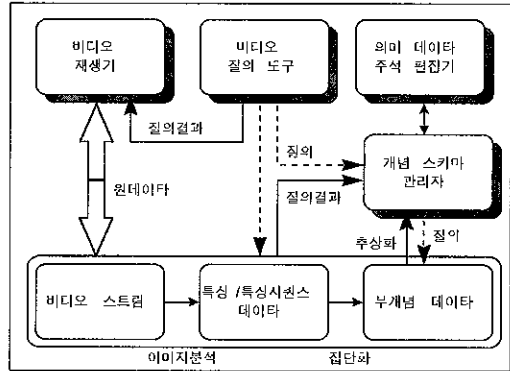 비디오
재생기
비디오
질의 도구
의미 데이타
주석 편집기
질의결과
질의
원데이타
질의결과
개념 스키마
관리자
추상화
질의
비디오 스트림
특징/특징시퀀스
데이타
부개념 데이타
이미지분석
집단화